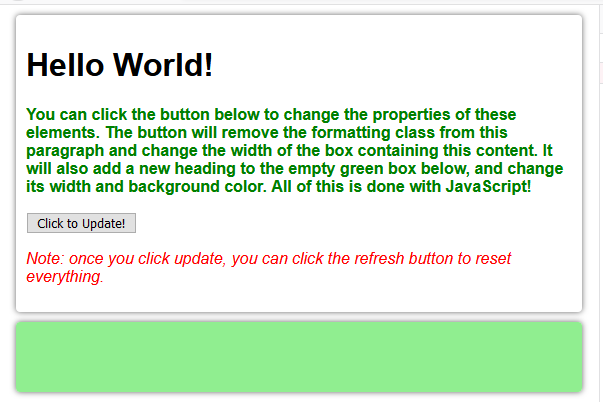 Hello World!
You can click the button below to change the properties of these
elements. The button will remove the formatting class from this
paragraph and change the width of the box containing this content. It
will also add a new heading to the empty green box below, and change
its width and background color. All of this is done with JavaScript!
Click to Update!
Note: once you click update, you can click the refresh button to reset
everything.